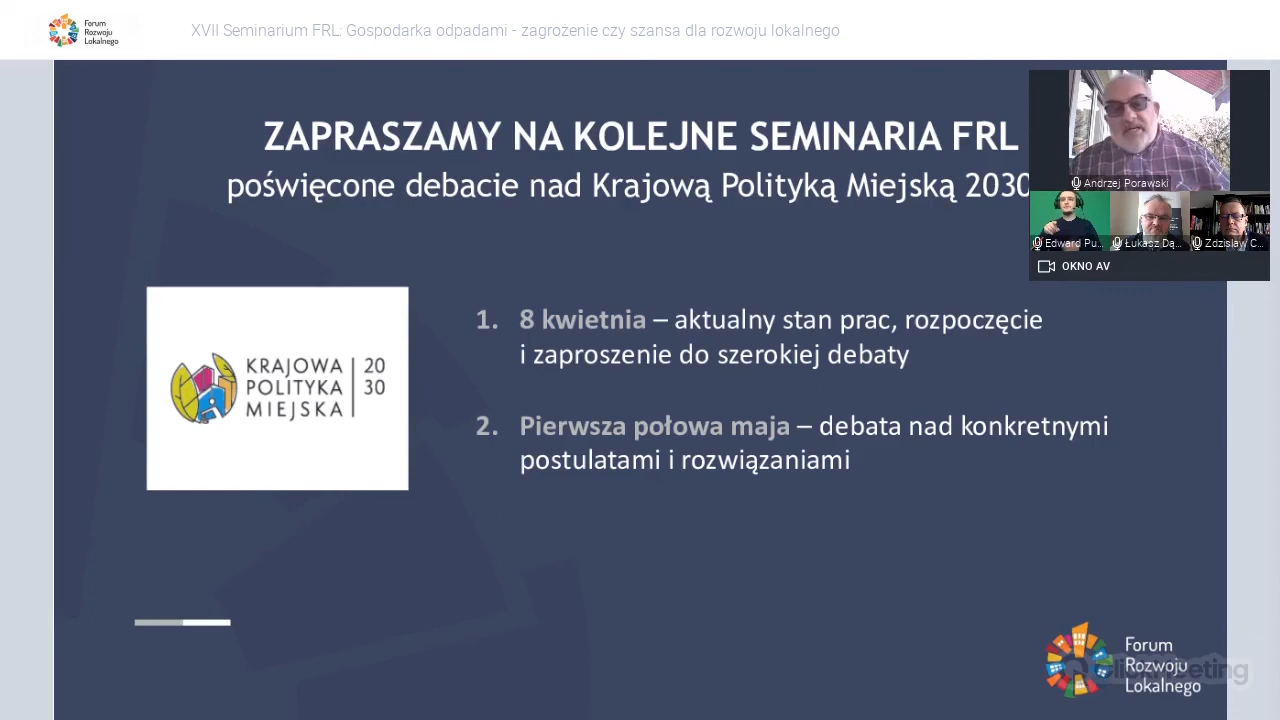 Forum
Rozwoju
Lokalnego
XVII Seminarium FRL: Gospodarka odpadami - zagrożenie czy szansa dla rozwoju lokalnego
ZAPRASZAMY NA KOLEJNE SEMINARIA FRL
poświęcone debacie nad Krajową Polityką Miejską 2030
Andrzej Porawski
Edward Pu...
Łukasz Dą...
Zdzislaw C...
OKNO AV
KRAJOWA
POLITYKA
MIEJSKA
20
30
1. 8 kwietnia – aktualny stan prac, rozpoczęcie
i zaproszenie do szerokiej debaty
2. Pierwsza połowa maja – debata nad konkretnymi
postulatami i rozwiązaniami
Forum
Rozwoju
Lokalnego
ClickMeeting